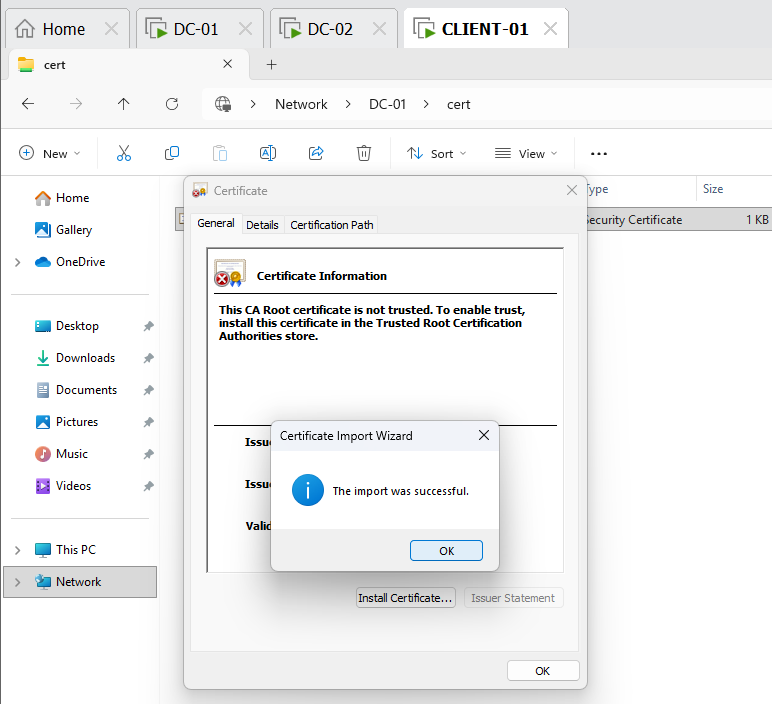 Home
DC-01
DC-02
CLIENT-01
cert
Network
DC-01
cert
New
Sort
View
Home
Gallery
OneDrive
Desktop
Downloads
Documents
Pictures
Music
Videos
This PC
Network
Size
Security Certificate
1 KB
Certificate
General
Details
Certification Path
Certificate Information
This CA Root certificate is not trusted. To enable trust,
install this certificate in the Trusted Root Certification
Authorities store.
Certificate Import Wizard
The import was successful.
OK
Install Certificate...
Issuer Statement
OK